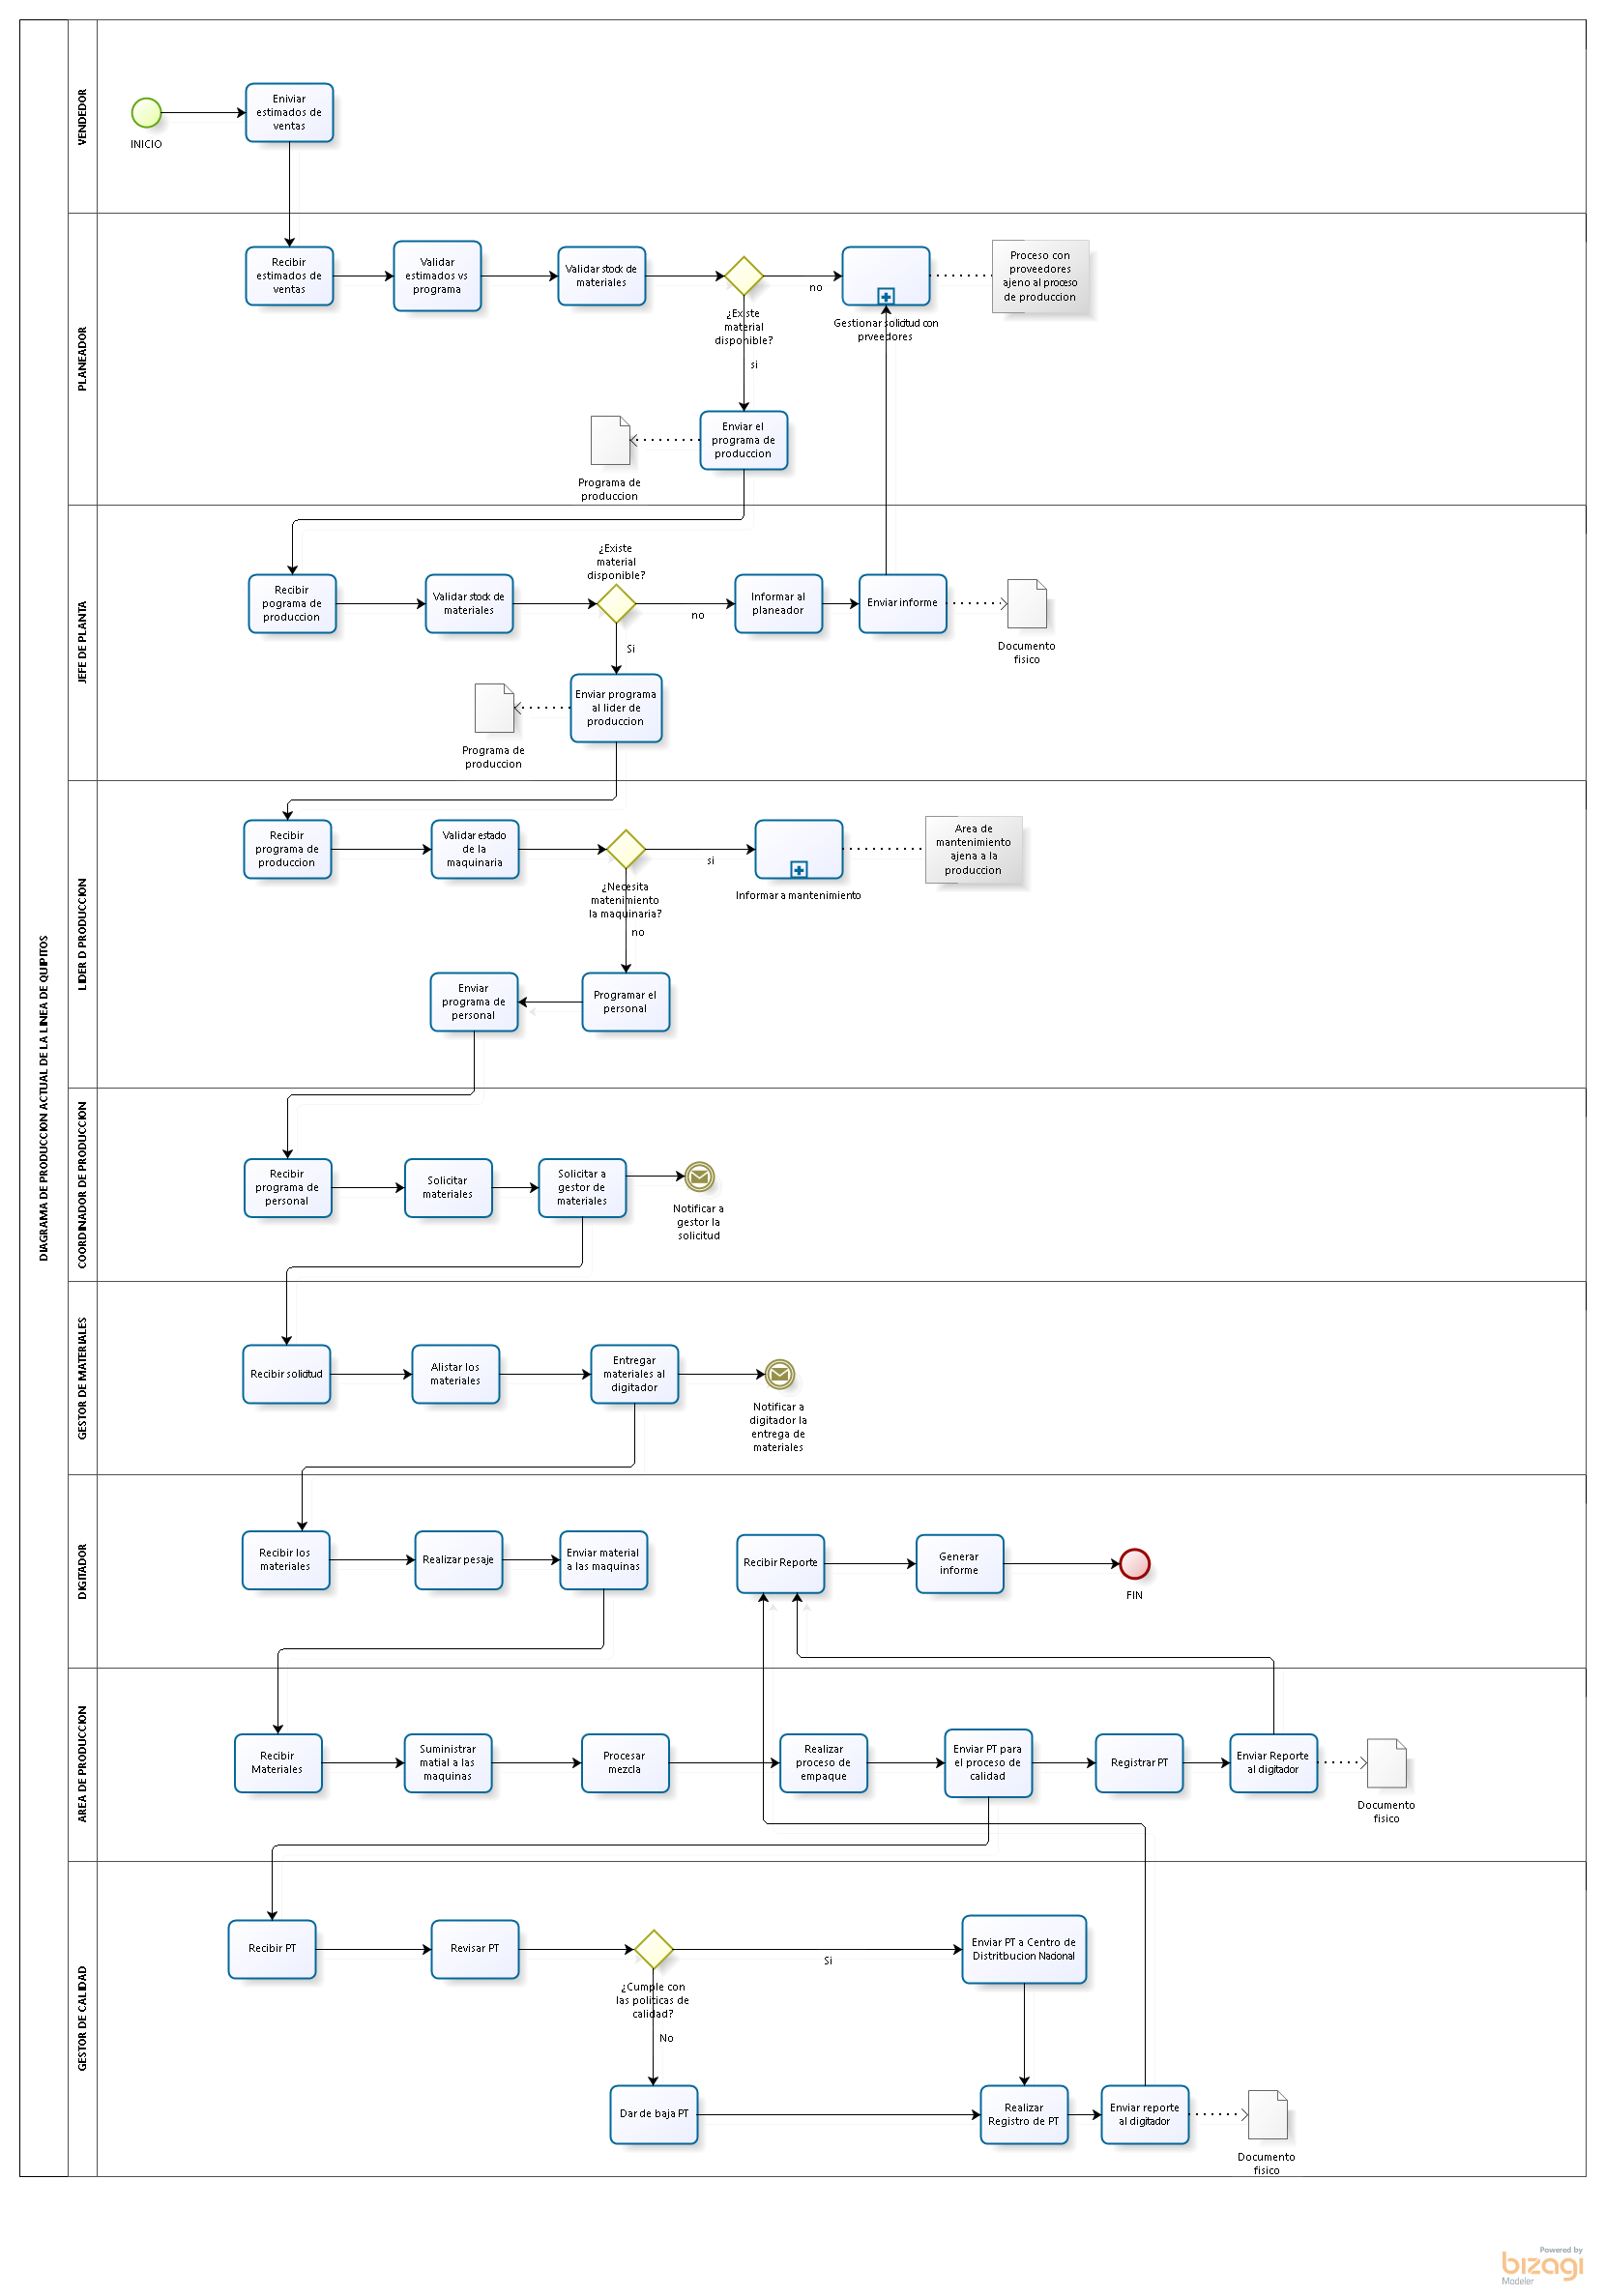 DIAGRAMA DE PRODUCCION ACTUAL DE LA LINEA DE QUIPITOS
VENDEDOR
INICIO
Eniviar
estimados de
ventas
PLANEADOR
Recibir
estimados de
ventas
Validar
estimados vs
programa
Validar stock de
materiales
¿Existe
material
disponible?
no
si
Gestionar solicitud con
prveedores
Proceso con
proveedores
ajeno al proceso
de produccion
Enviar el
programa de
produccion
Programa de
produccion
JEFE DE PLANTA
Recibir
pograma de
produccion
Validar stock de
materiales
¿Existe
material
disponible?
no
Si
Informar al
planeador
Enviar informe
Documento
fisico
Enviar programa
al lider de
produccion
Programa de
produccion
LIDER D PRODUCCION
Recibir
programa de
produccion
Validar estado
de la
maquinaria
¿Necesita
matenimiento
la maquinaria?
si
no
Informar a mantenimiento
Area de
mantenimiento
ajena a la
produccion
Enviar
programa de
personal
Programar el
personal
COORDINADOR DE PRODUCCION
Recibir
programa de
personal
Solicitar
materiales
Solicitar a
gestor de
materiales
Notificar a
gestor la
solicitud
GESTOR DE MATERIALES
Recibir solicitud
Alistar los
materiales
Entregar
materiales al
digitador
Notificar a
digitador la
entrega de
materiales
DIGITADOR
Recibir los
materiales
Realizar pesaje
Enviar material
a las maquinas
Recibir Reporte
Generar
informe
FIN
AREA DE PRODUCCION
Recibir
Materiales
Suministrar
matial a las
maquinas
Procesar
mezcla
Realizar
proceso de
empaque
Enviar PT para
el proceso de
calidad
Registrar PT
Enviar Reporte
al digitador
Documento
fisico
GESTOR DE CALIDAD
Recibir PT
Revisar PT
¿Cumple con
las politicas de
calidad?
Si
No
Enviar PT a Centro de
Distritbucion Nacional
Dar de baja PT
Realizar
Registro de PT
Enviar reporte
al digitador
Documento
fisico
Powered by
bizagi
Modeler